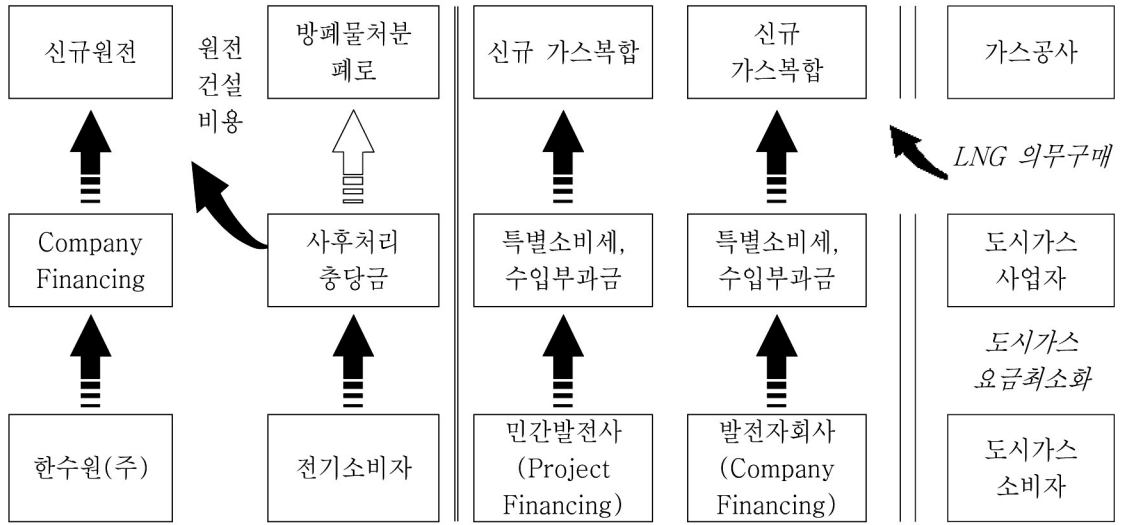 신규원전
원전
건설
비용
방폐물처분
폐로
신규 가스복합
신규
가스복합
가스공사
LNG 의무구매
Company
Financing
사후처리
충당금
특별소비세,
수입부과금
특별소비세,
수입부과금
도시가스
사업자
도시가스
요금최소화
한수원(주)
전기소비자
민간발전사
(Project
Financing)
발전자회사
(Company
Financing)
도시가스
소비자